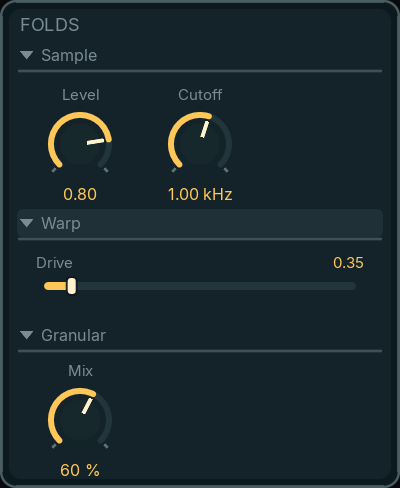 FOLDS
Sample
Level Cutoff
0.80 1.00 kHz
Warp
Drive 0.35
Granular
Mix
60 %